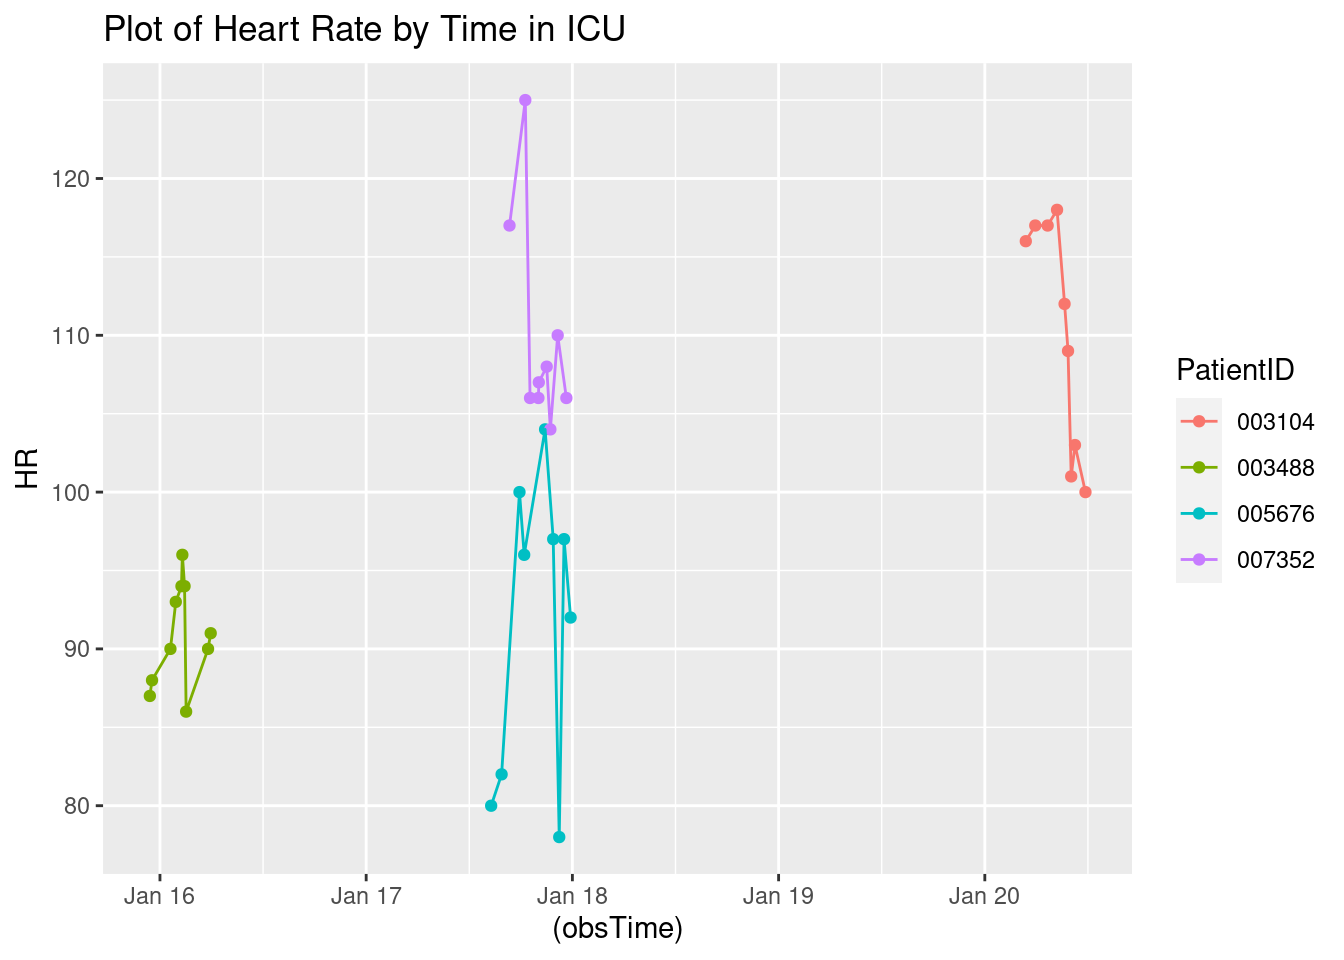 Plot of Heart Rate by Time in ICU
120
110
100
90
80
HR
Jan 16
Jan 17
Jan 18
Jan 19
Jan 20
(obsTime)
PatientID
003104
003488
005676
007352